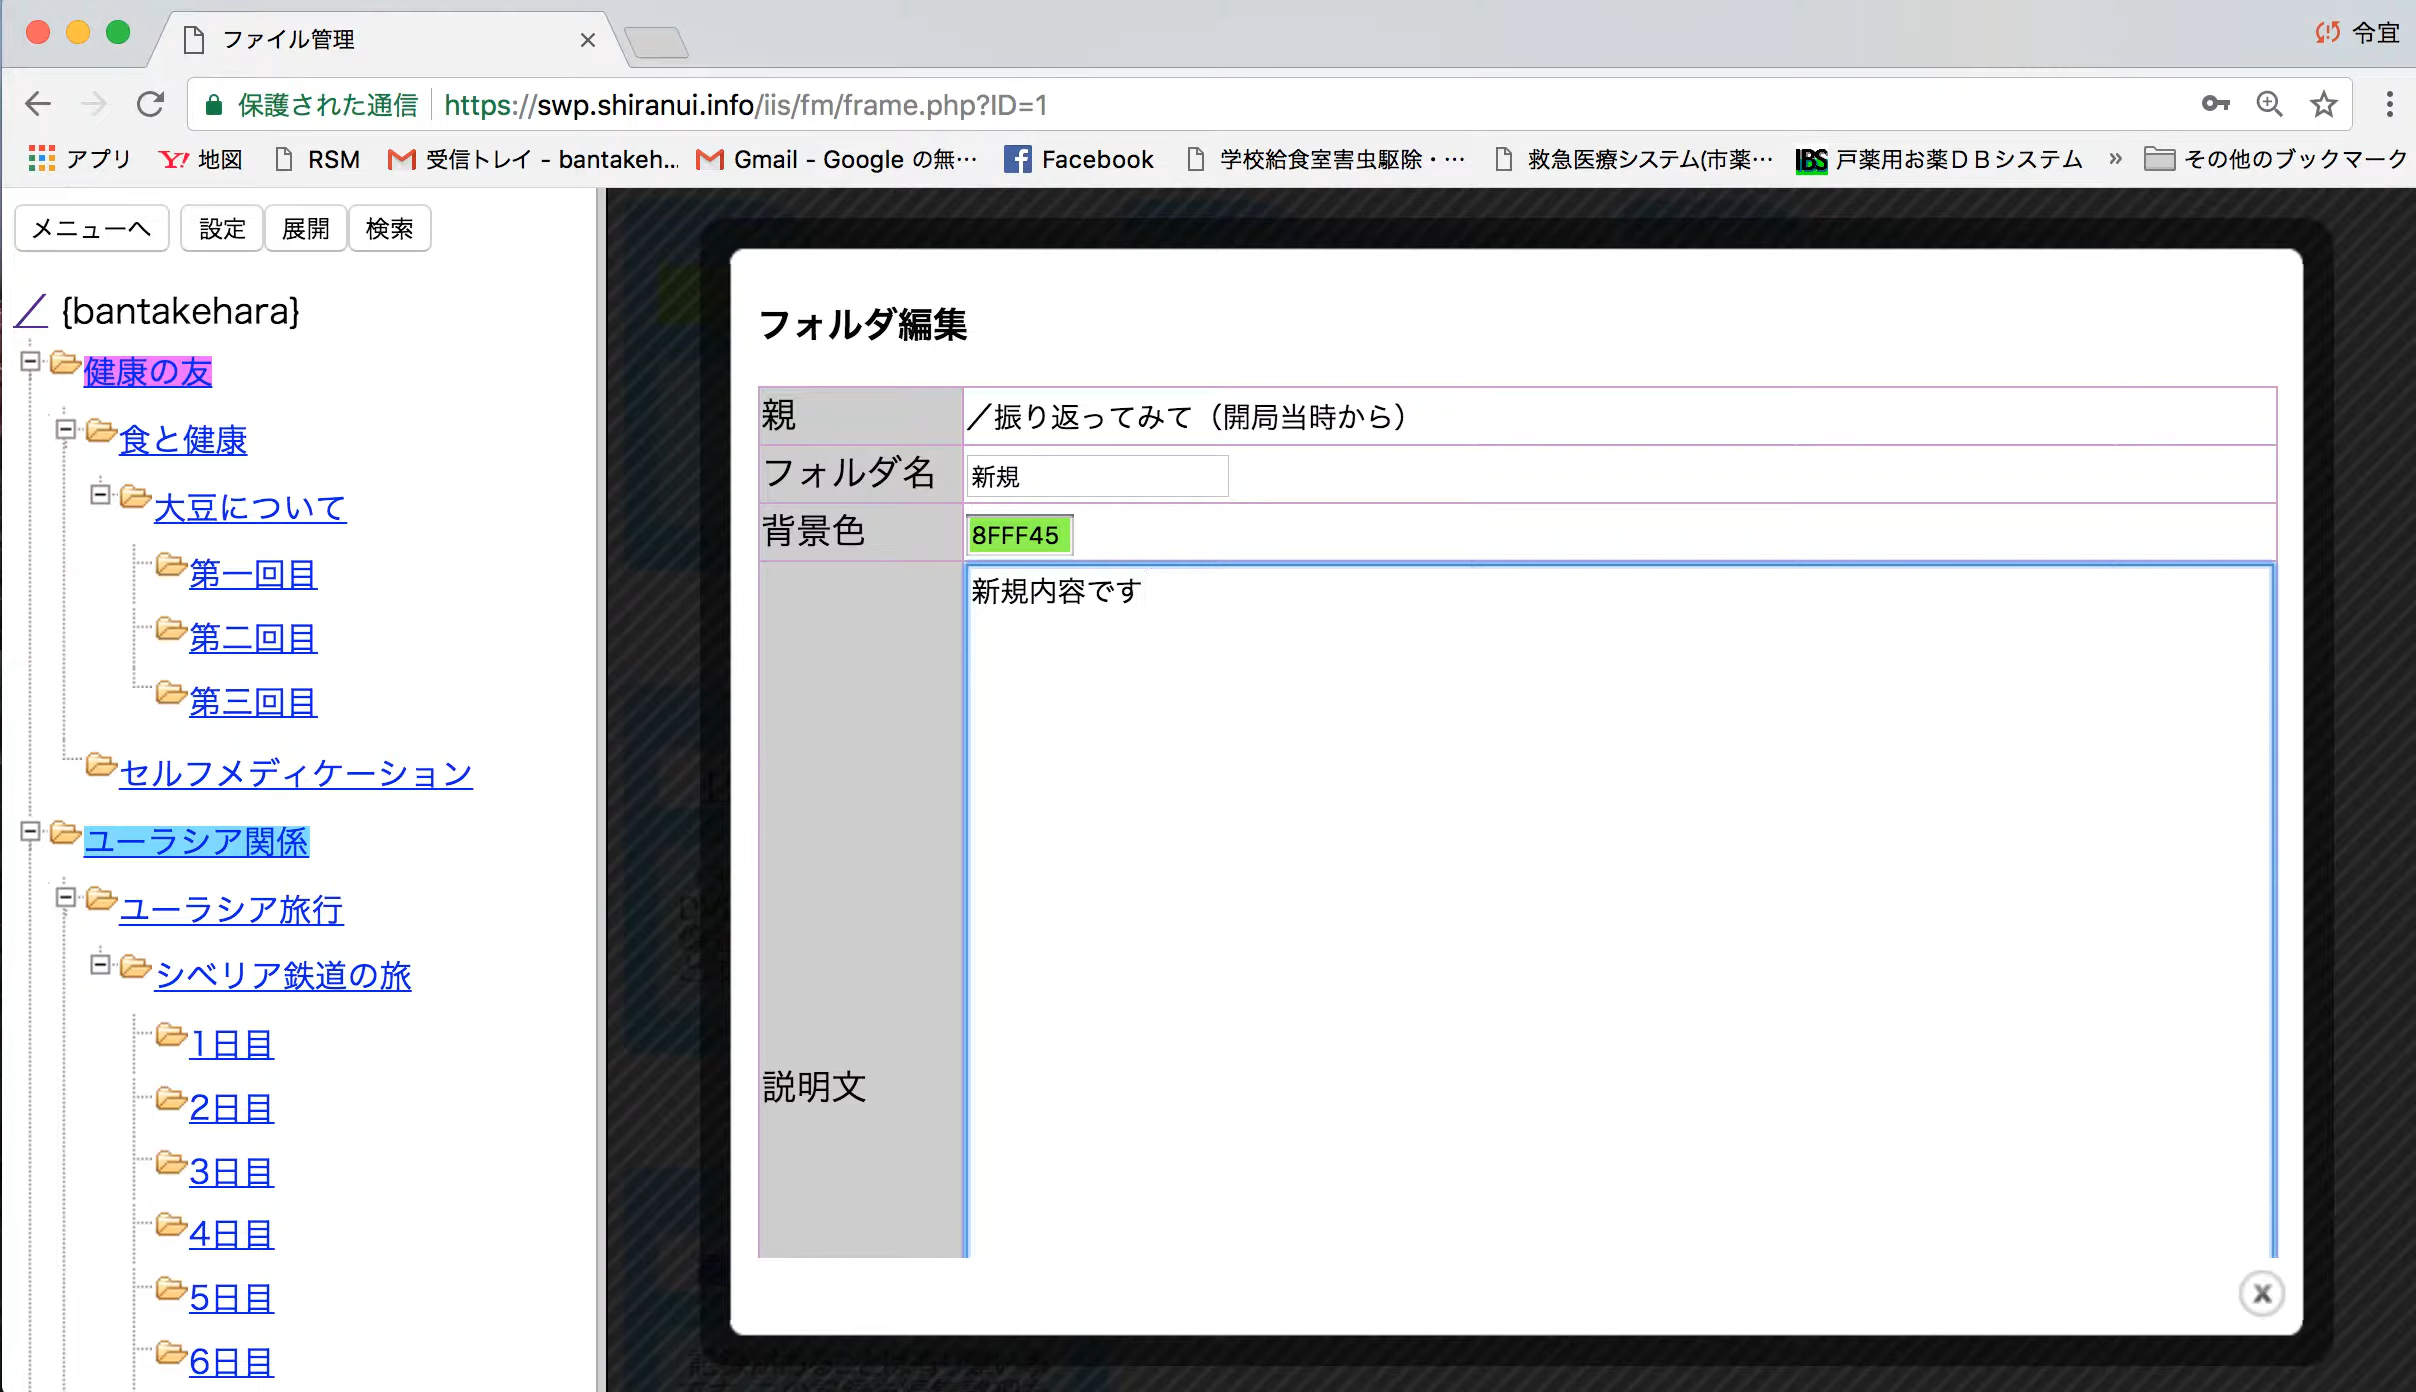 ファイル管理
令宜
保護された通信 https://swp.shiranui.info/iis/fm/frame.php?ID=1
アプリ Y! 地図 RSM 受信トレイ - bantakeh... Gmail - Google の無… Facebook 学校給食室害虫駆除・… 救急医療システム(市薬… IBS 戸薬用お薬ＤＢシステム » その他のブックマーク
メニューへ 設定 展開 検索
／ {bantakehara}
健康の友
食と健康
大豆について
第一回目
第二回目
第三回目
セルフメディケーション
ユーラシア関係
ユーラシア旅行
シベリア鉄道の旅
1日目
2日目
3日目
4日目
5日目
6日目
フォルダ編集
親 ／振り返ってみて（開局当時から）
フォルダ名 新規
背景色 8FFF45
説明文 新規内容です